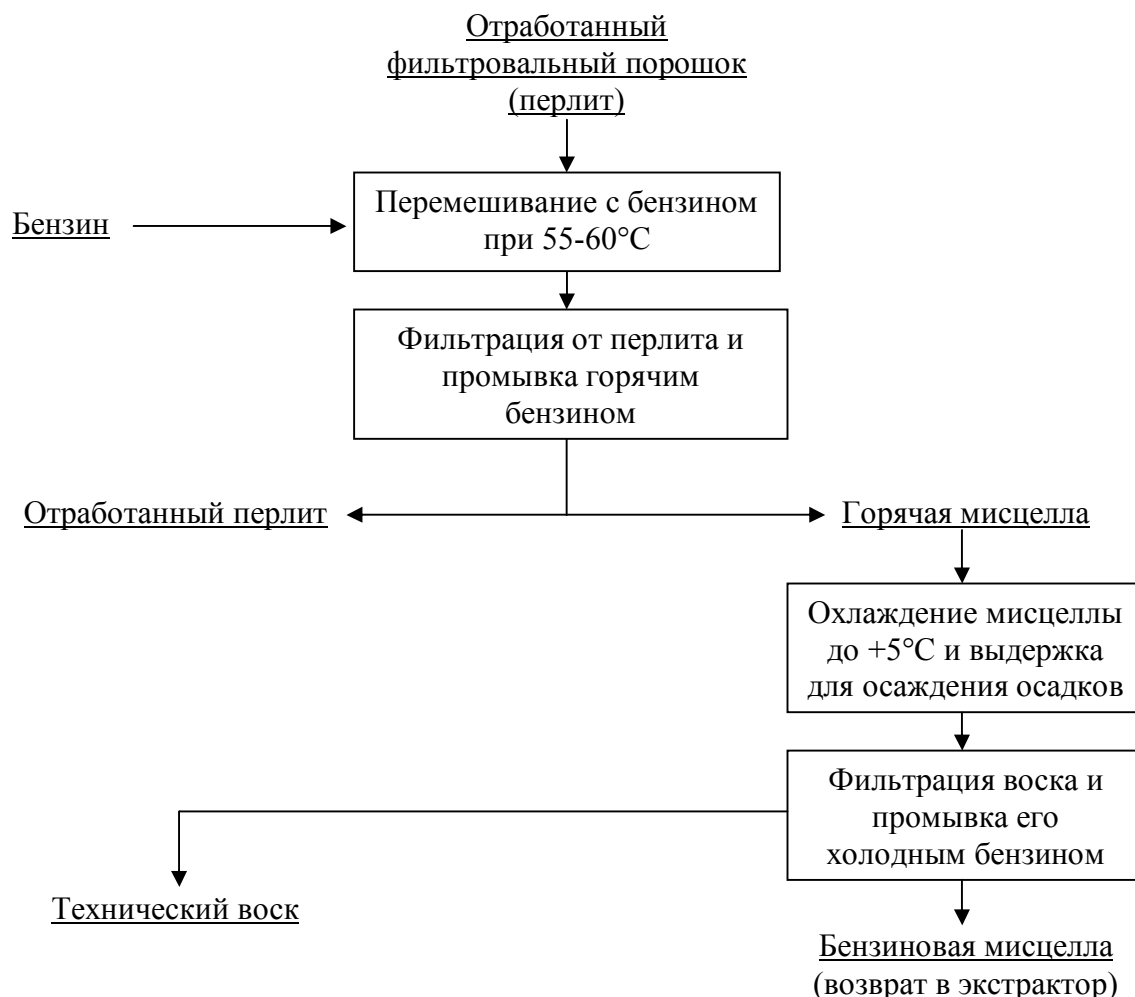 Отработанный
фильтровальный порошок
(перлит)
Бензин
Перемешивание с бензином
при 55-60°С
Фильтрация от перлита и
промывка горячим
бензином
Отработанный перлит
Горячая мисцелла
Охлаждение мисцеллы
до +5°С и выдержка
для осаждения осадков
Фильтрация воска и
промывка его
холодным бензином
Технический воск
Бензиновая мисцелла
(возврат в экстрактор)